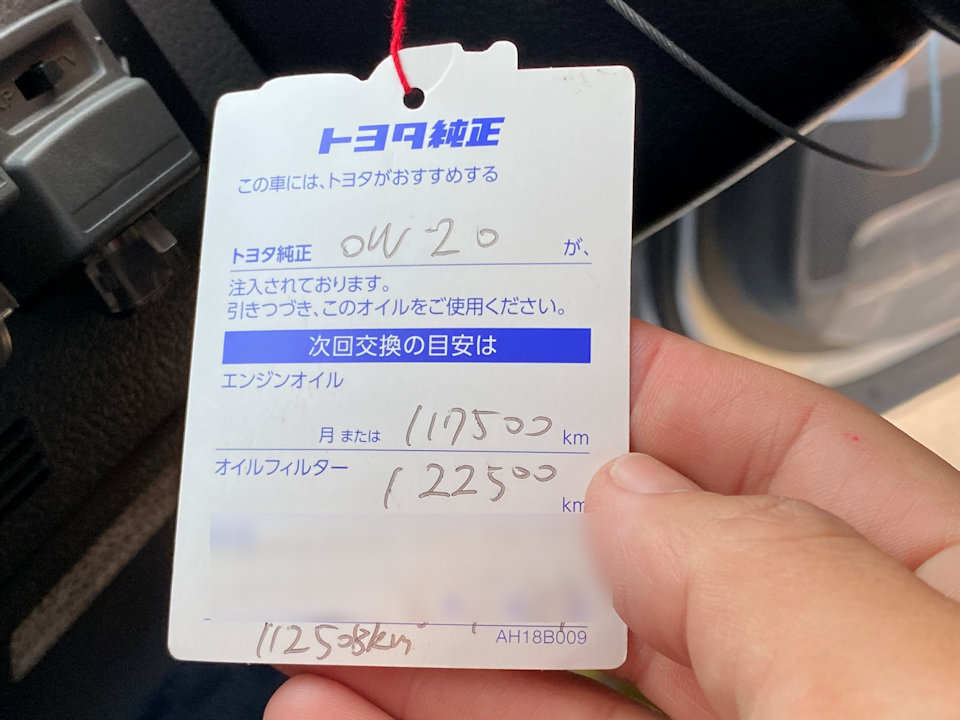 トヨタ純正
この車には、トヨタがおすすめする
トヨタ純正 0W20 が、
注入されております。
引きつづき、このオイルをご使用ください。
次回交換の目安は
エンジンオイル
月 または 117500 km
オイルフィルター
122500 km
112508km
AH18B009